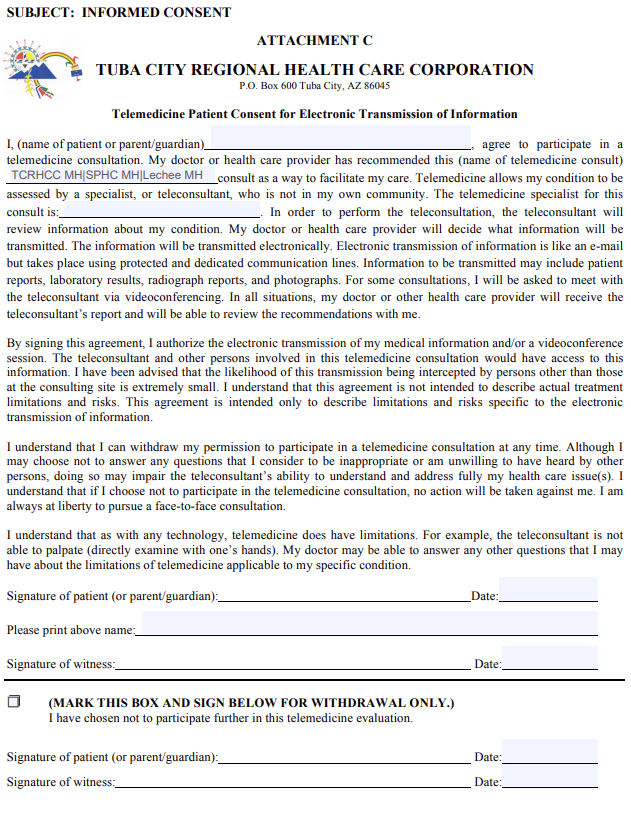 SUBJECT: INFORMED CONSENT
ATTACHMENT C
TUBA CITY REGIONAL HEALTH CARE CORPORATION
P.O. Box 600 Tuba City, AZ 86045
Telemedicine Patient Consent for Electronic Transmission of Information
I, (name of patient or parent/guardian)_____, agree to participate in a
telemedicine consultation. My doctor or health care provider has recommended this (name of telemedicine consult)
TCRHCC MH|SPHC MH|Lechee MH consult as a way to facilitate my care. Telemedicine allows my condition to be
assessed by a specialist, or teleconsultant, who is not in my own community. The telemedicine specialist for this
consult is:_____. In order to perform the teleconsultation, the teleconsultant will
review information about my condition. My doctor or health care provider will decide what information will be
transmitted. The information will be transmitted electronically. Electronic transmission of information is like an e-mail
but takes place using protected and dedicated communication lines. Information to be transmitted may include patient
reports, laboratory results, radiograph reports, and photographs. For some consultations, I will be asked to meet with
the teleconsultant via videoconferencing. In all situations, my doctor or other health care provider will receive the
teleconsultant's report and will be able to review the recommendations with me.
By signing this agreement, I authorize the electronic transmission of my medical information and/or a videoconference
session. The teleconsultant and other persons involved in this telemedicine consultation would have access to this
information. I have been advised that the likelihood of this transmission being intercepted by persons other than those
at the consulting site is extremely small. I understand that this agreement is not intended to describe actual treatment
limitations and risks. This agreement is intended only to describe limitations and risks specific to the electronic
transmission of information.
I understand that I can withdraw my permission to participate in a telemedicine consultation at any time. Although I
may choose not to answer any questions that I consider to be inappropriate or am unwilling to have heard by other
persons, doing so may impair the teleconsultant's ability to understand and address fully my health care issue(s). I
understand that if I choose not to participate in the telemedicine consultation, no action will be taken against me. I am
always at liberty to pursue a face-to-face consultation.
I understand that as with any technology, telemedicine does have limitations. For example, the teleconsultant is not
able to palpate (directly examine with one's hands). My doctor may be able to answer any other questions that I may
have about the limitations of telemedicine applicable to my specific condition.
Signature of patient (or parent/guardian):_____Date:_____
Please print above name:_____
Signature of witness:_____ Date:_____
(MARK THIS BOX AND SIGN BELOW FOR WITHDRAWAL ONLY.)
I have chosen not to participate further in this telemedicine evaluation.
Signature of patient (or parent/guardian):_____ Date:_____
Signature of witness:_____ Date:_____